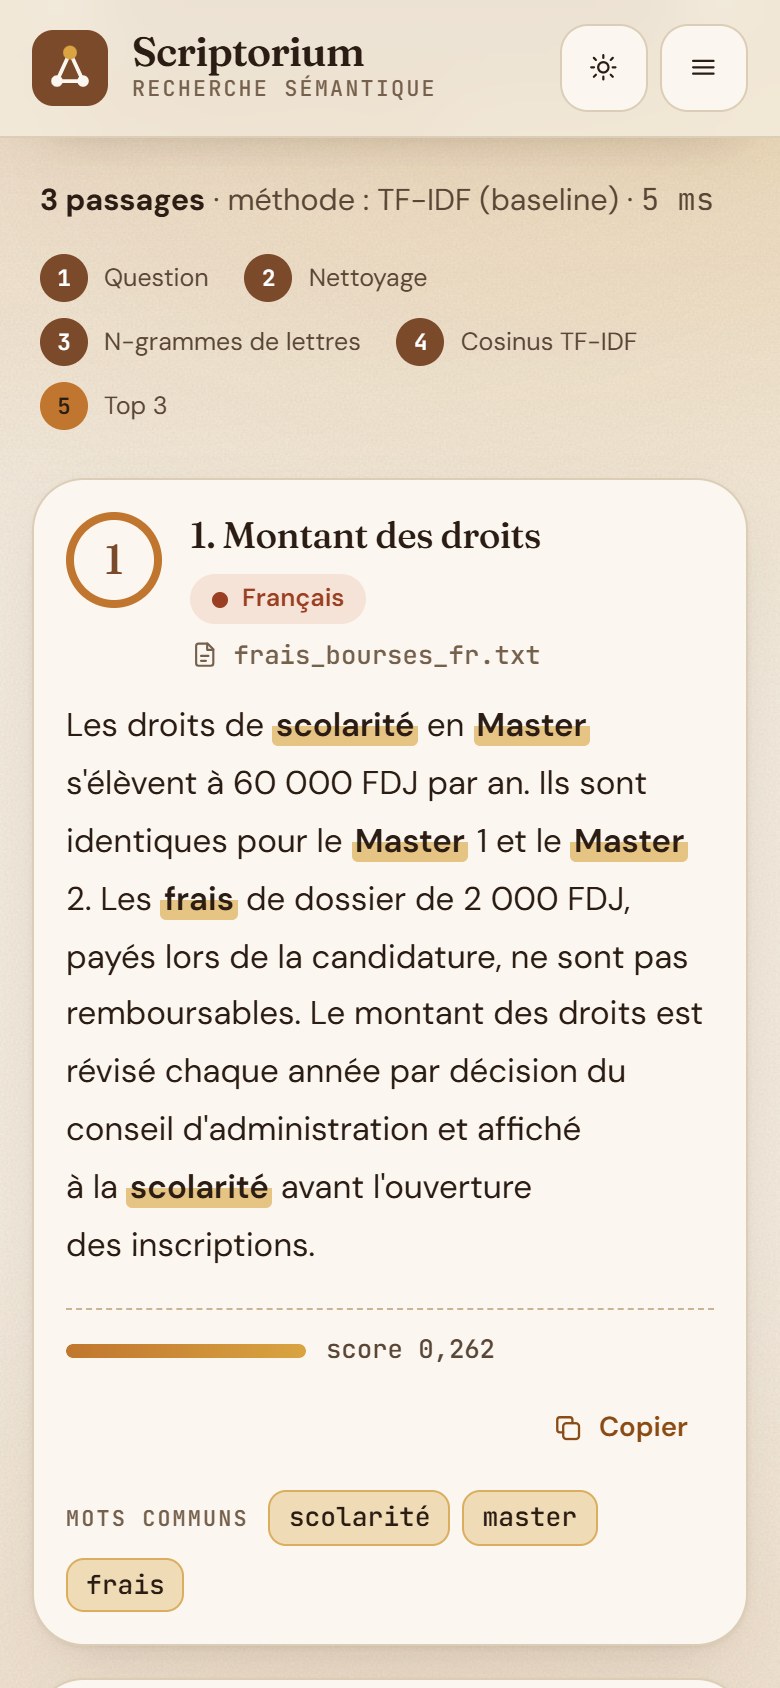 Scriptorium
RECHERCHE SÉMANTIQUE
3 passages · méthode : TF-IDF (baseline) · 5 ms
1 Question 2 Nettoyage
3 N-grammes de lettres 4 Cosinus TF-IDF
5 Top 3
1 1. Montant des droits
Français
frais_bourses_fr.txt
Les droits de scolarité en Master
s'élèvent à 60 000 FDJ par an. Ils sont
identiques pour le Master 1 et le Master
2. Les frais de dossier de 2 000 FDJ,
payés lors de la candidature, ne sont pas
remboursables. Le montant des droits est
révisé chaque année par décision du
conseil d'administration et affiché
à la scolarité avant l'ouverture
des inscriptions.
score 0,262
Copier
MOTS COMMUNS scolarité master
frais